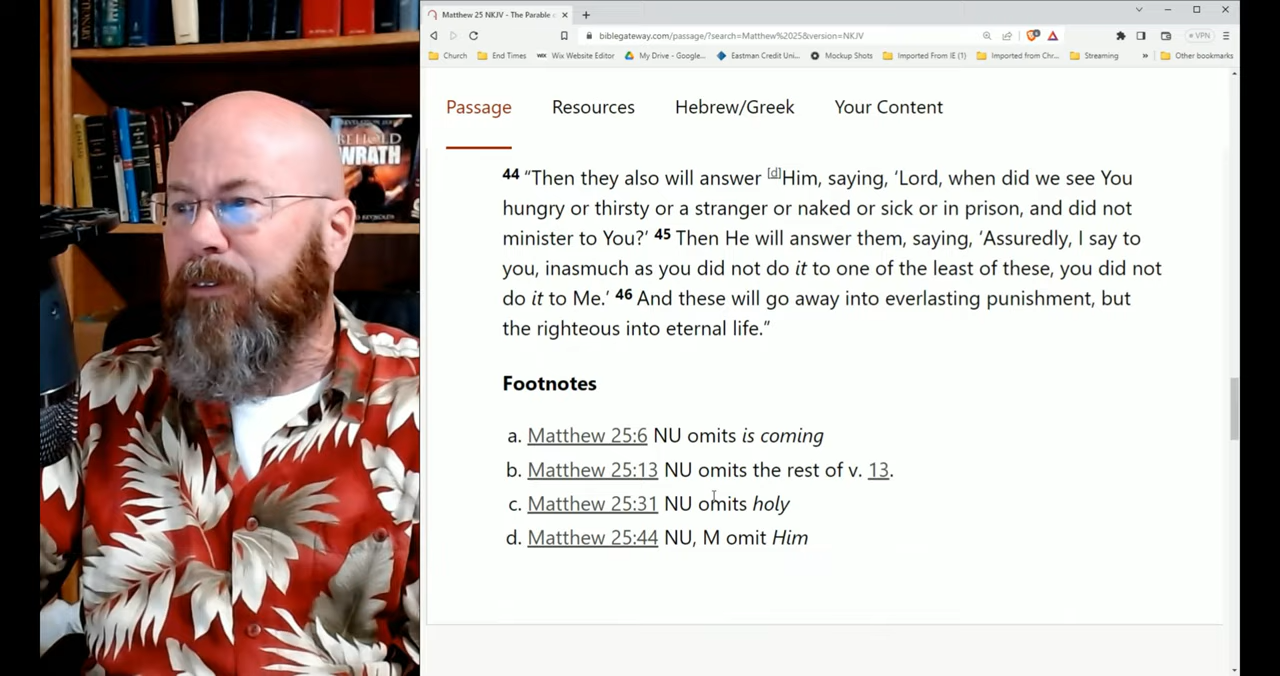 Matthew 25 NKJV - The Parable
biblegateway.com/passage/?search=Matthew%2025&version=NKJV
VPN
Church End Times Wix Website Editor My Drive - Google... Eastman Credit Uni... Mockup Shots Imported From IE (1) Imported from Chr... Streaming » Other bookmarks
Passage Resources Hebrew/Greek Your Content
44 “Then they also will answer [d]Him, saying, ‘Lord, when did we see You
hungry or thirsty or a stranger or naked or sick or in prison, and did not
minister to You?’ 45 Then He will answer them, saying, ‘Assuredly, I say to
you, inasmuch as you did not do it to one of the least of these, you did not
do it to Me.’ 46 And these will go away into everlasting punishment, but
the righteous into eternal life.”
Footnotes
a. Matthew 25:6 NU omits is coming
b. Matthew 25:13 NU omits the rest of v. 13.
c. Matthew 25:31 NU omits holy
d. Matthew 25:44 NU, M omit Him
WRATH